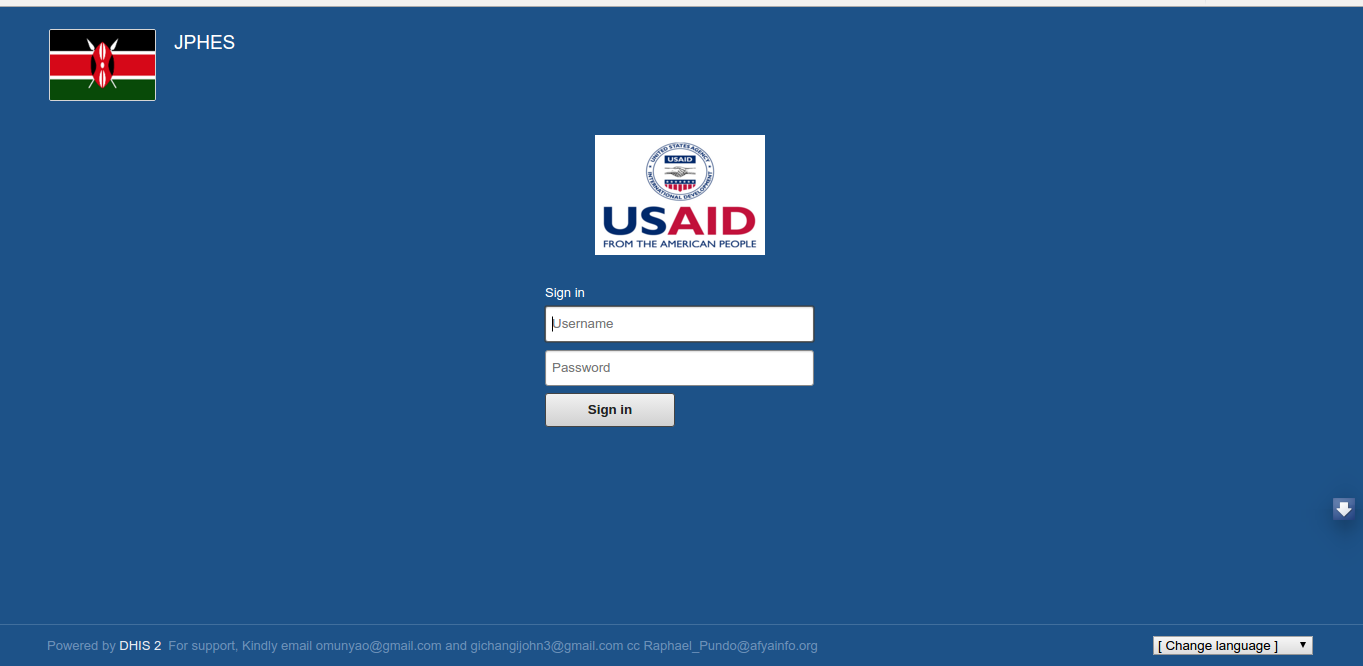 JPHES
UNITED STATES AGENCY
USAID
INTERNATIONAL DEVELOPMENT
USAID
FROM THE AMERICAN PEOPLE
Sign in
Username
Password
Sign in
Powered by DHIS 2 For support, Kindly email omunyao@gmail.com and gichangijohn3@gmail.com cc Raphael_Pundo@afyainfo.org
[ Change language ]